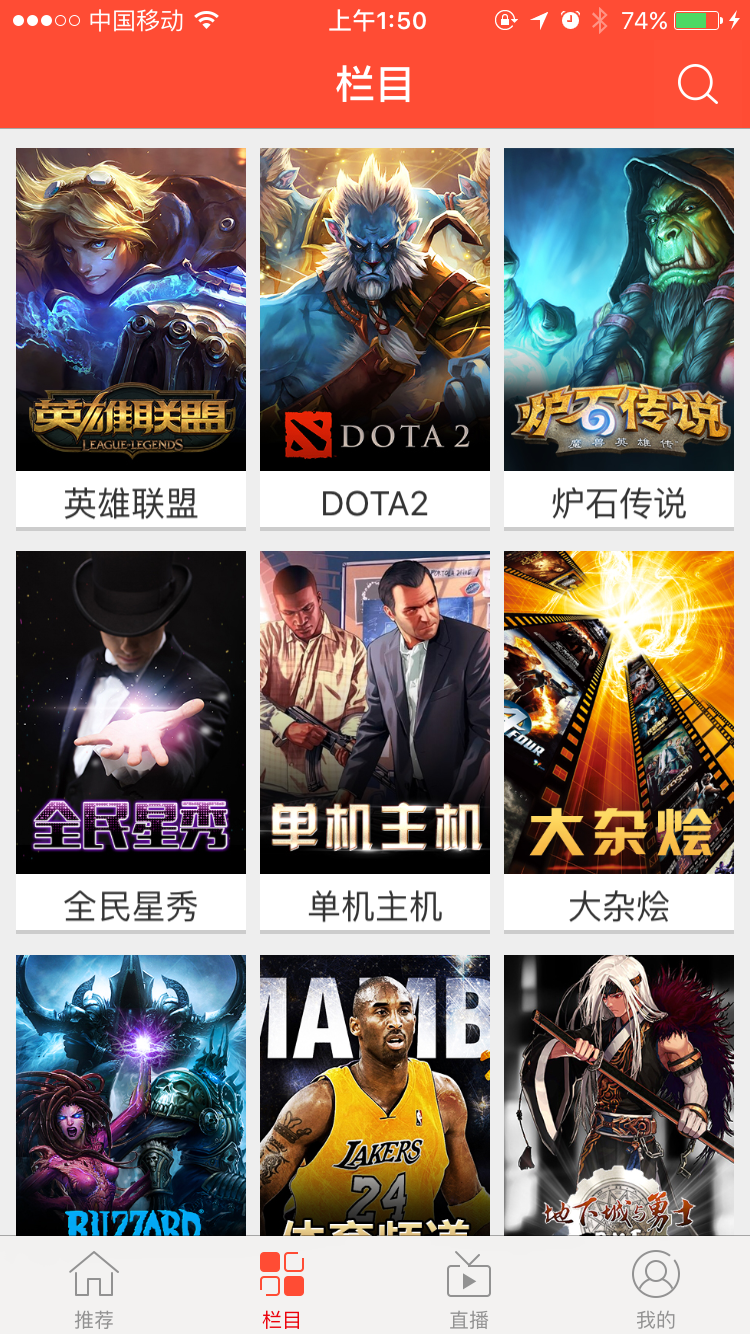 中国移动 上午1:50 74%
栏目
英雄联盟
LEAGUE OF LEGENDS
DOTA 2
炉石传说
魔兽英雄传
英雄联盟 DOTA2 炉石传说
全民星秀 单机主机 大杂烩
FOUR
全民星秀 单机主机 大杂烩
MAMB
LAKERS
24
BLIZZARD 体育频道 地下城与勇士
推荐 栏目 直播 我的